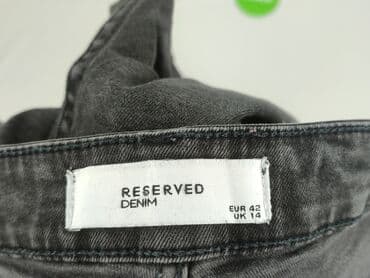 RESERVED
DENIM
EUR 42
UK 14